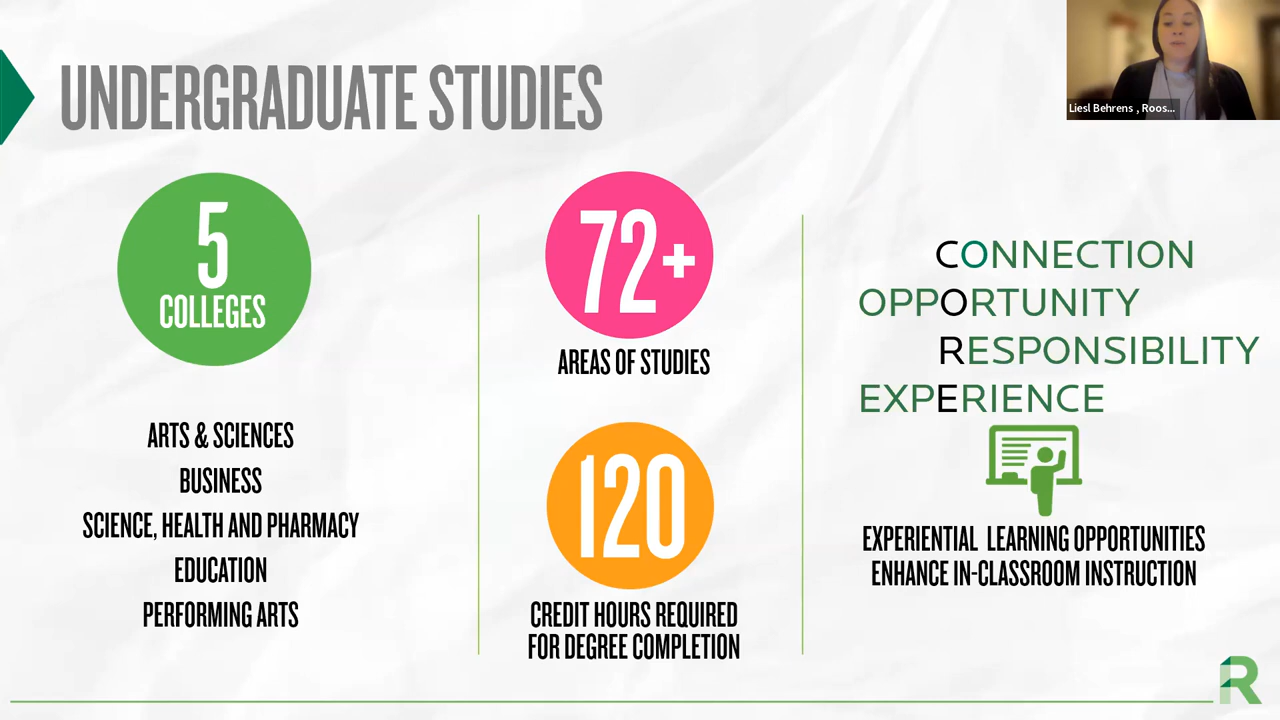 UNDERGRADUATE STUDIES
Liesl Behrens , Roos...
5
COLLEGES
ARTS & SCIENCES
BUSINESS
SCIENCE, HEALTH AND PHARMACY
EDUCATION
PERFORMING ARTS
72+
AREAS OF STUDIES
120
CREDIT HOURS REQUIRED
FOR DEGREE COMPLETION
CONNECTION
OPPORTUNITY
RESPONSIBILITY
EXPERIENCE
EXPERIENTIAL LEARNING OPPORTUNITIES
ENHANCE IN-CLASSROOM INSTRUCTION
R